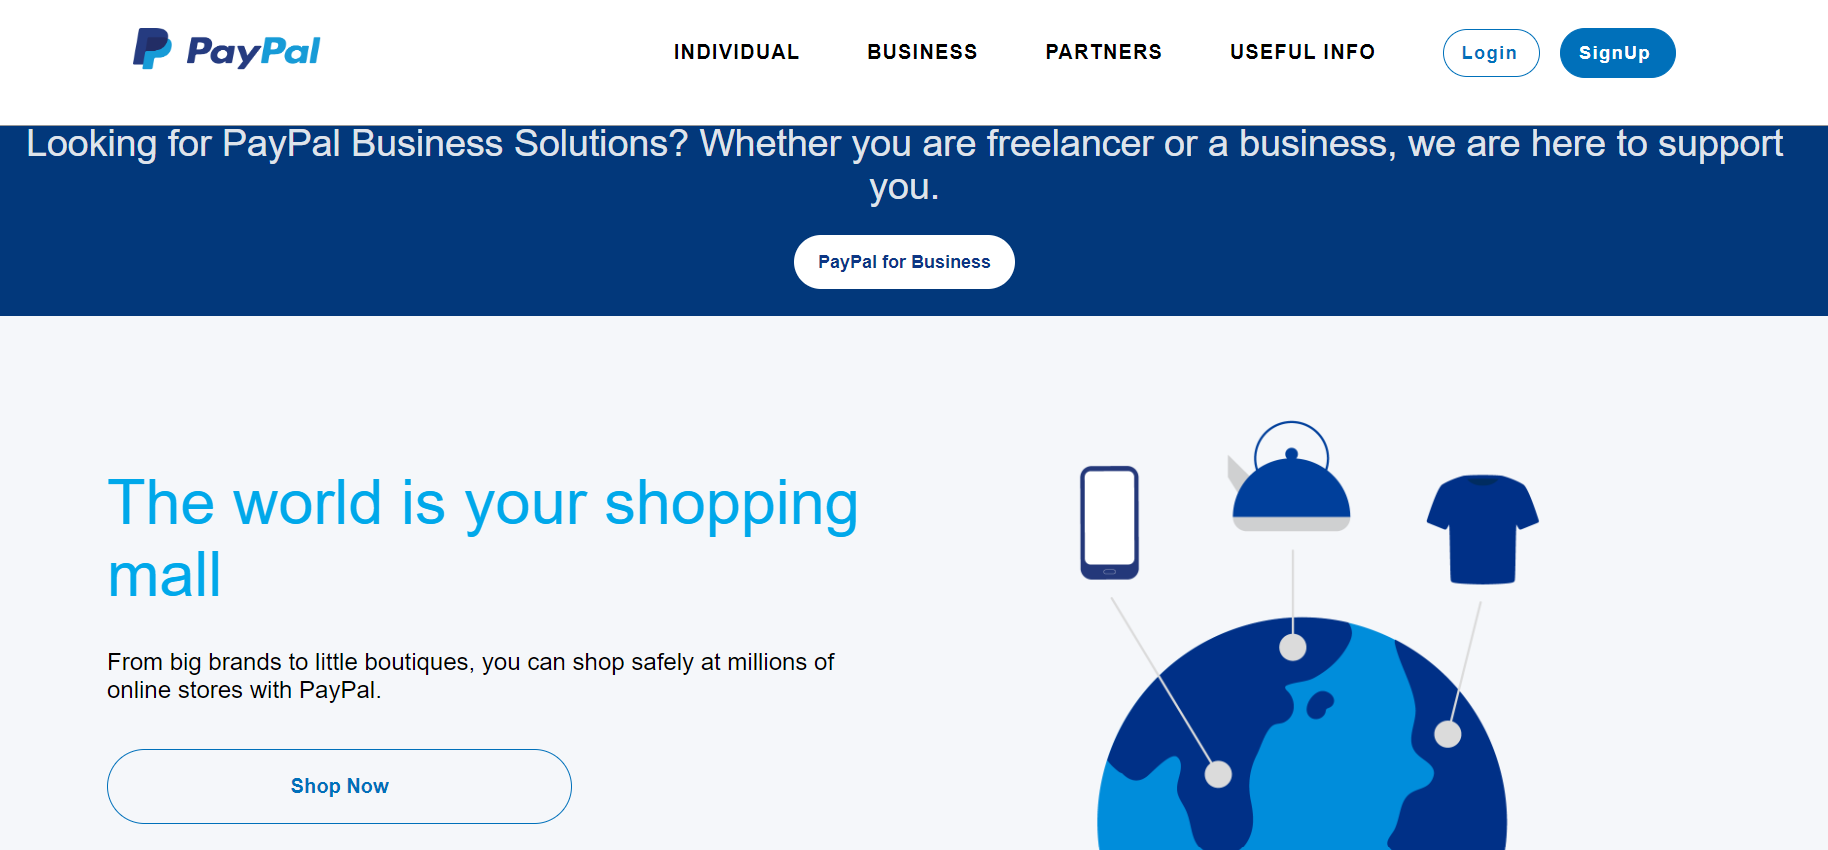 PayPal
INDIVIDUAL
BUSINESS
PARTNERS
USEFUL INFO
Login
SignUp
Looking for PayPal Business Solutions? Whether you are freelancer or a business, we are here to support
you.
PayPal for Business
The world is your shopping
mall
From big brands to little boutiques, you can shop safely at millions of
online stores with PayPal.
Shop Now